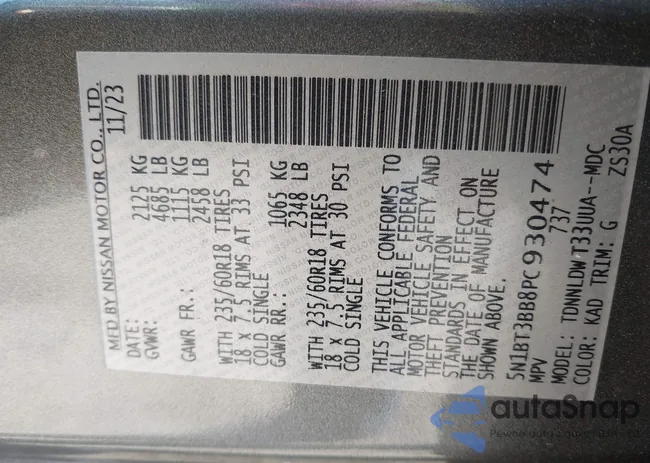 MFD BY NISSAN MOTOR CO., LTD.
DATE: 11/23
GVWR: 2125 KG
4685 LB
GAWR FR.: 1115 KG
2458 LB
WITH 235/60R18 TIRES
18 x 7.5 RIMS AT 33 PSI
COLD SINGLE
GAWR RR.: 1065 KG
2348 LB
WITH 235/60R18 TIRES
18 x 7.5 RIMS AT 30 PSI
COLD SINGLE
THIS VEHICLE CONFORMS TO
ALL APPLICABLE FEDERAL
MOTOR VEHICLE SAFETY AND
THEFT PREVENTION
STANDARDS IN EFFECT ON
THE DATE OF MANUFACTURE
SHOWN ABOVE.
5N1BT3BB8PC930474
MPV 737
MODEL: TDNNLDW T33UUA---MDC
COLOR: KAD TRIM: G ZS30A
autoSnap